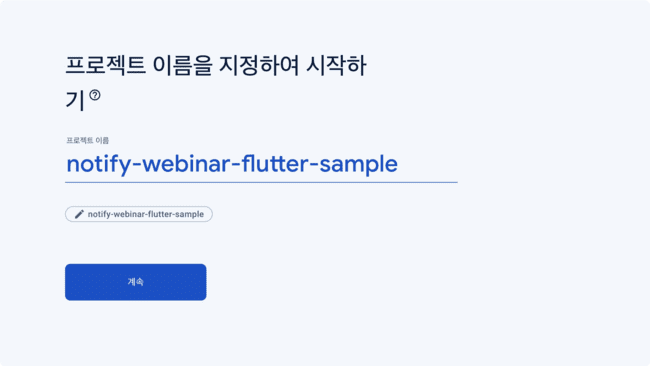 프로젝트 이름을 지정하여 시작하
기?
프로젝트 이름
notify-webinar-flutter-sample
notify-webinar-flutter-sample
계속